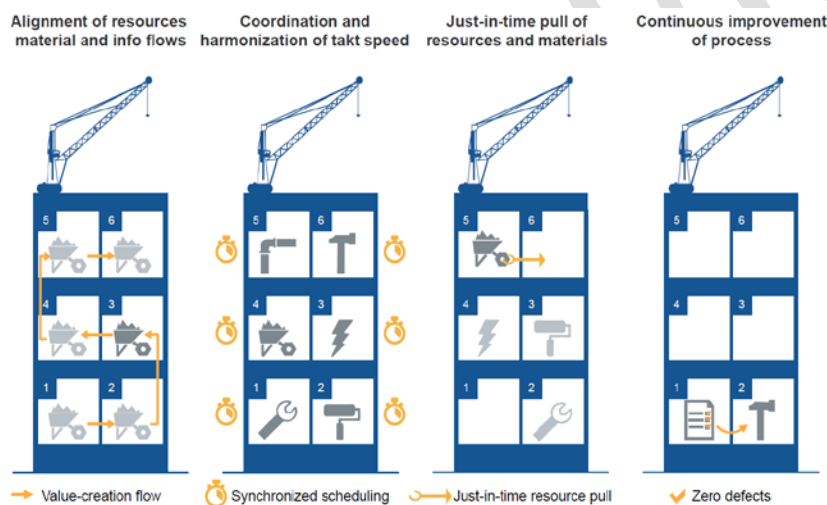 Alignment of resources
material and info flows
Coordination and
harmonization of takt speed
Just-in-time pull of
resources and materials
Continuous improvement
of process
5 6
4 3
1 2
5 6
4 3
1 2
5 6
4 3
1 2
5 6
4 3
1 2
Value-creation flow
Synchronized scheduling
Just-in-time resource pull
Zero defects